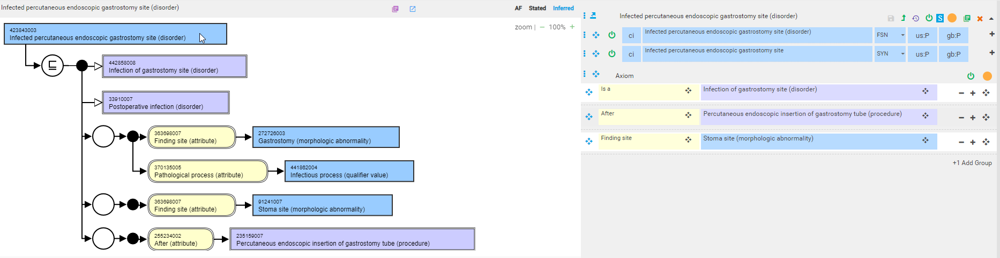 Infected percutaneous endoscopic gastrostomy site (disorder)
AF Stated Inferred
zoom | − 100% +
423843003
Infected percutaneous endoscopic gastrostomy site (disorder)
⊑
442858008
Infection of gastrostomy site (disorder)
33910007
Postoperative infection (disorder)
363698007
Finding site (attribute)
272726003
Gastrostomy (morphologic abnormality)
370135005
Pathological process (attribute)
441862004
Infectious process (qualifier value)
363698007
Finding site (attribute)
91241007
Stoma site (morphologic abnormality)
255234002
After (attribute)
235159007
Percutaneous endoscopic insertion of gastrostomy tube (procedure)
Infected percutaneous endoscopic gastrostomy site (disorder)
S
ci Infected percutaneous endoscopic gastrostomy site (disorder) FSN us:P gb:P
ci Infected percutaneous endoscopic gastrostomy site SYN us:P gb:P
Axiom
Is a Infection of gastrostomy site (disorder)
After Percutaneous endoscopic insertion of gastrostomy tube (procedure)
Finding site Stoma site (morphologic abnormality)
+1 Add Group